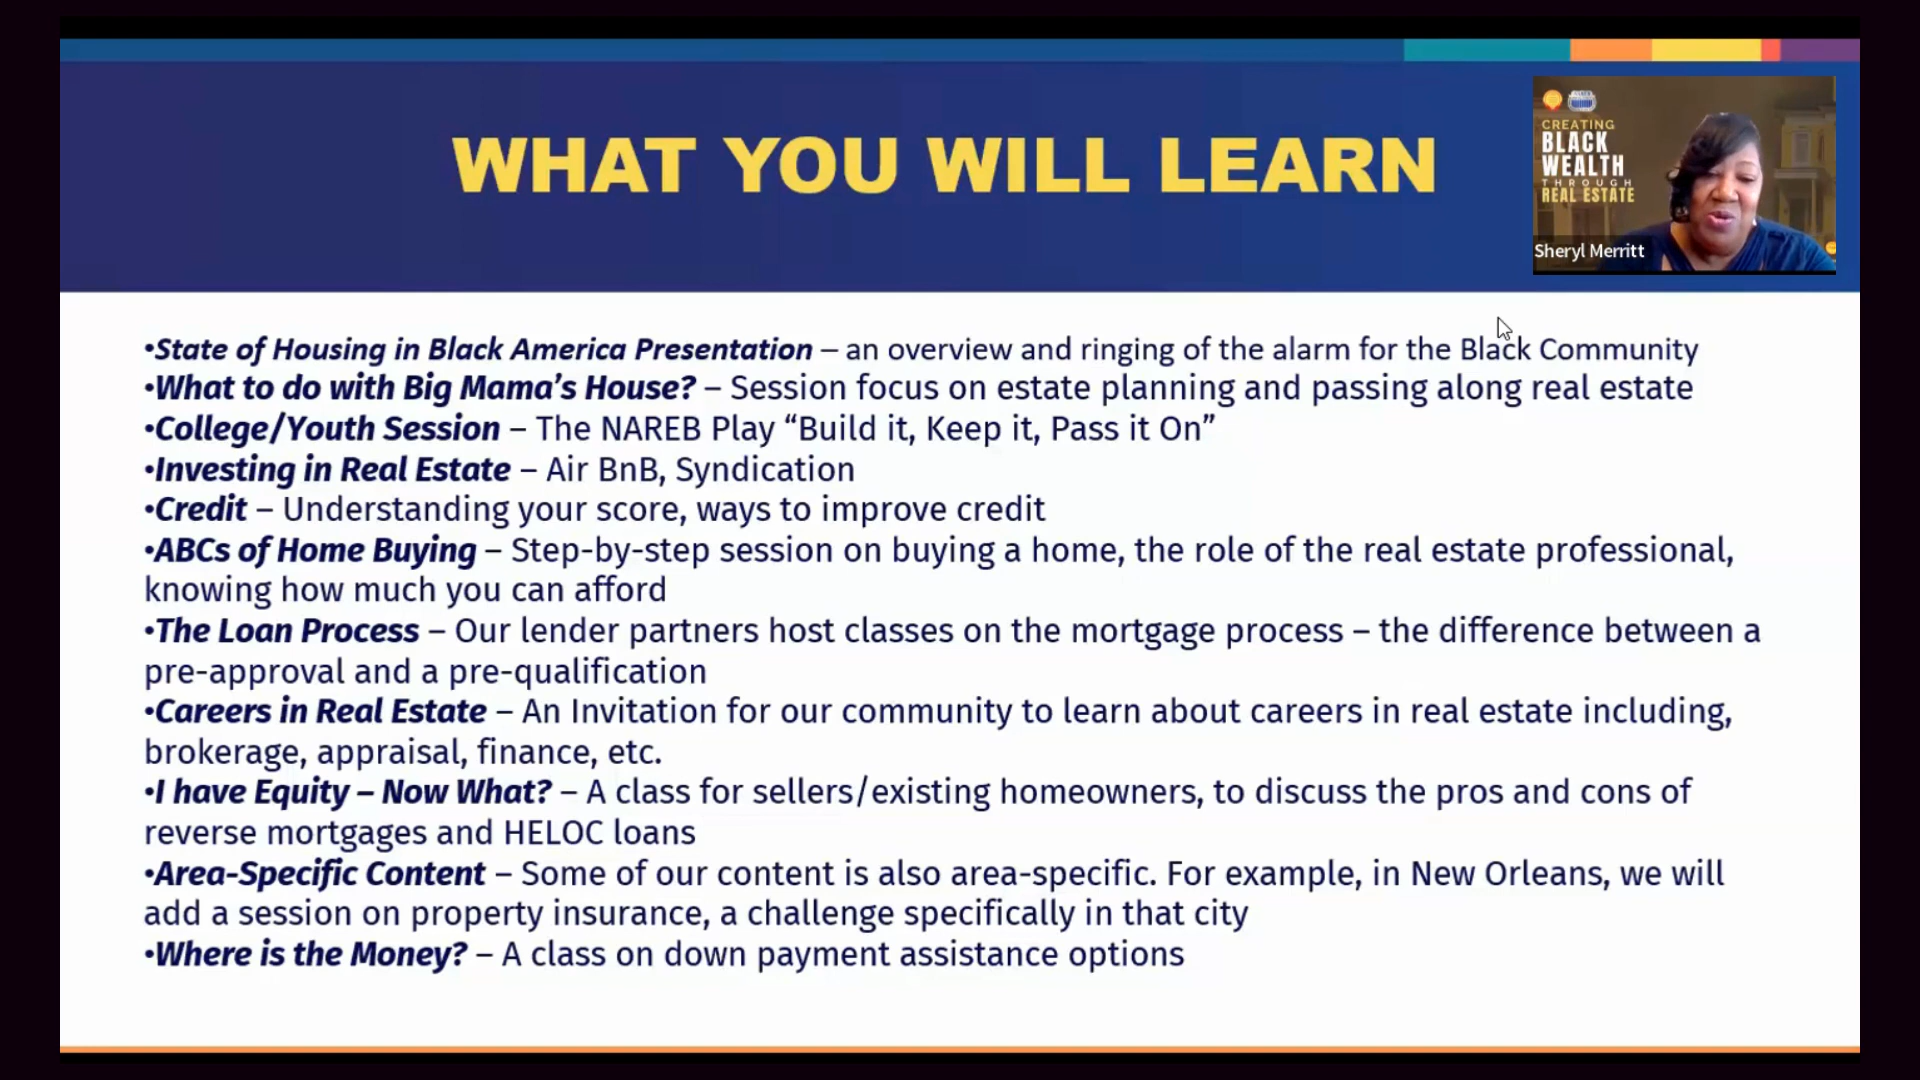 WHAT YOU WILL LEARN
CREATING
BLACK
WEALTH
THROUGH
REAL ESTATE
Sheryl Merritt
•State of Housing in Black America Presentation – an overview and ringing of the alarm for the Black Community
•What to do with Big Mama’s House? – Session focus on estate planning and passing along real estate
•College/Youth Session – The NAREB Play “Build it, Keep it, Pass it On”
•Investing in Real Estate – Air BnB, Syndication
•Credit – Understanding your score, ways to improve credit
•ABCs of Home Buying – Step-by-step session on buying a home, the role of the real estate professional,
knowing how much you can afford
•The Loan Process – Our lender partners host classes on the mortgage process – the difference between a
pre-approval and a pre-qualification
•Careers in Real Estate – An Invitation for our community to learn about careers in real estate including,
brokerage, appraisal, finance, etc.
•I have Equity – Now What? – A class for sellers/existing homeowners, to discuss the pros and cons of
reverse mortgages and HELOC loans
•Area-Specific Content – Some of our content is also area-specific. For example, in New Orleans, we will
add a session on property insurance, a challenge specifically in that city
•Where is the Money? – A class on down payment assistance options